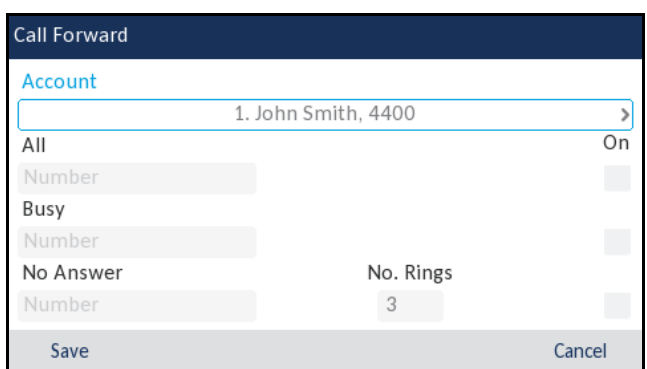 Call Forward
Account
1. John Smith, 4400
All On
Number
Busy
Number
No Answer No. Rings
Number 3
Save Cancel